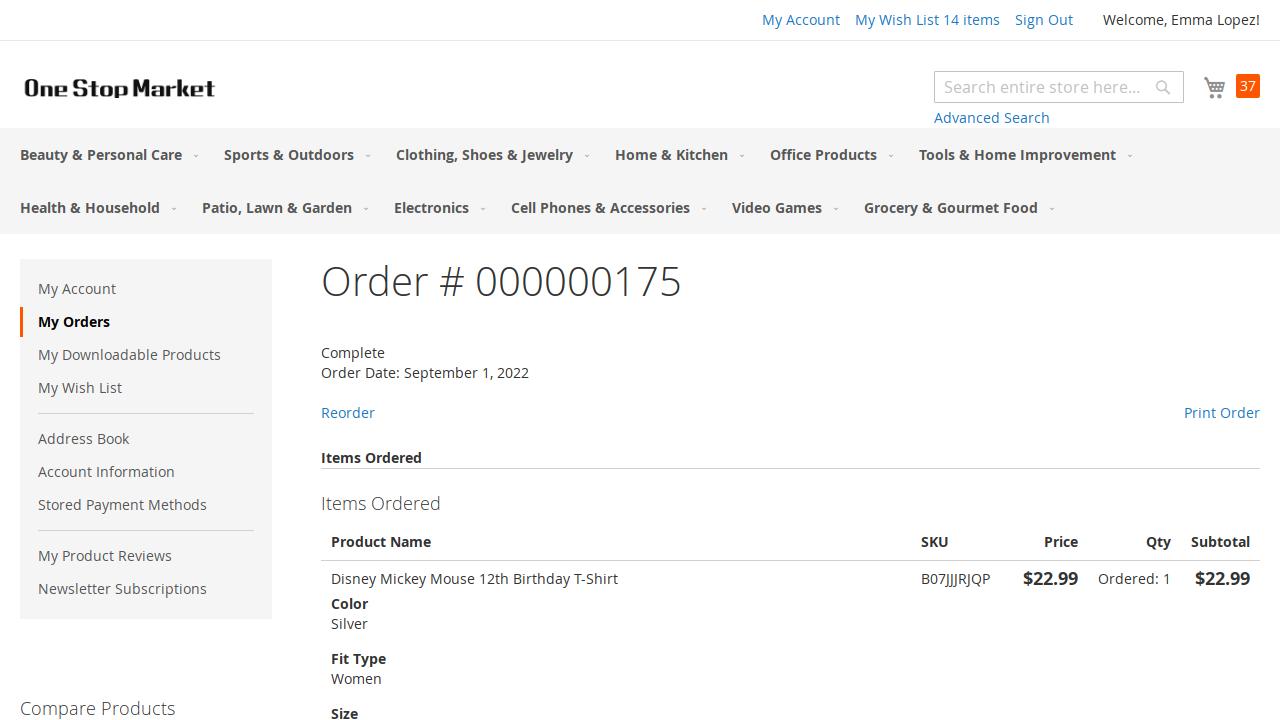 My Account My Wish List 14 items Sign Out Welcome, Emma Lopez!
One Stop Market
Search entire store here...
37
Advanced Search
Beauty & Personal Care Sports & Outdoors Clothing, Shoes & Jewelry Home & Kitchen Office Products Tools & Home Improvement
Health & Household Patio, Lawn & Garden Electronics Cell Phones & Accessories Video Games Grocery & Gourmet Food
My Account
My Orders
My Downloadable Products
My Wish List
Address Book
Account Information
Stored Payment Methods
My Product Reviews
Newsletter Subscriptions
Compare Products
Order # 000000175
Complete
Order Date: September 1, 2022
Reorder Print Order
Items Ordered
Items Ordered
Product Name SKU Price Qty Subtotal
Disney Mickey Mouse 12th Birthday T-Shirt B07JJJRJQP $22.99 Ordered: 1 $22.99
Color
Silver
Fit Type
Women
Size